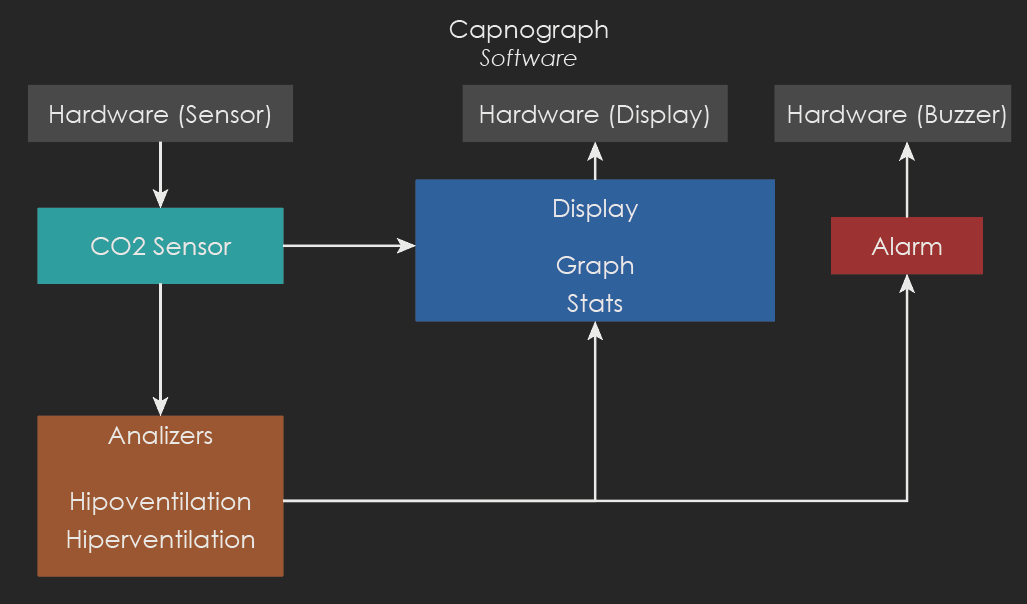 Capnograph
Software
Hardware (Sensor)
Hardware (Display)
Hardware (Buzzer)
CO2 Sensor
Display
Graph
Stats
Alarm
Analizers
Hipoventilation
Hiperventilation